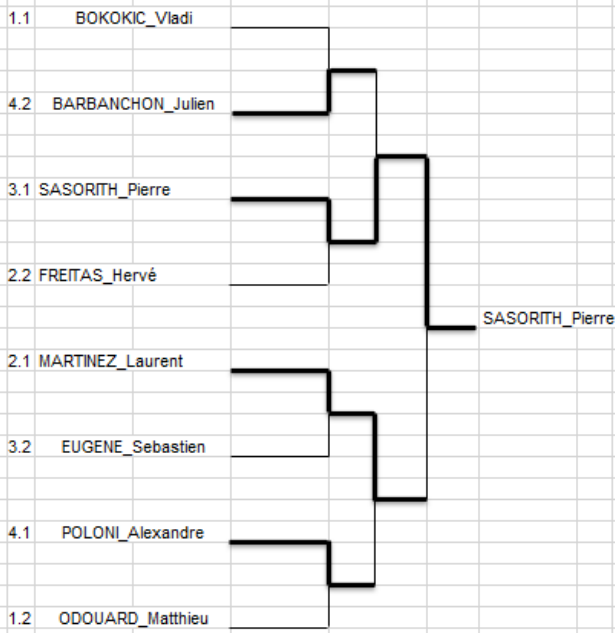 1.1 BOKOKIC_Vladi
4.2 BARBANCHON_Julien
3.1 SASORITH_Pierre
2.2 FREITAS_Hervé
SASORITH_Pierre
2.1 MARTINEZ_Laurent
3.2 EUGENE_Sebastien
4.1 POLONI_Alexandre
1.2 ODOUARD_Matthieu